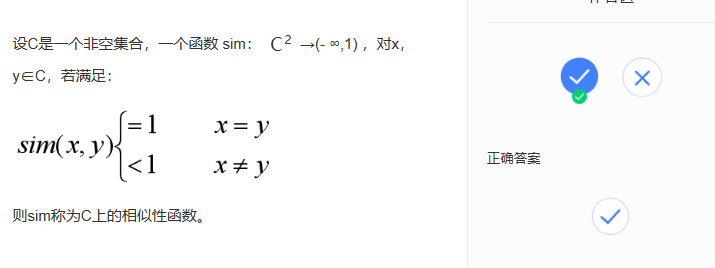 设C是一个非空集合，一个函数 sim： C² →(- ∞,1) ，对x，
y∈C，若满足：
sim(x, y){=1 x = y
<1 x ≠ y
则sim称为C上的相似性函数。
正确答案